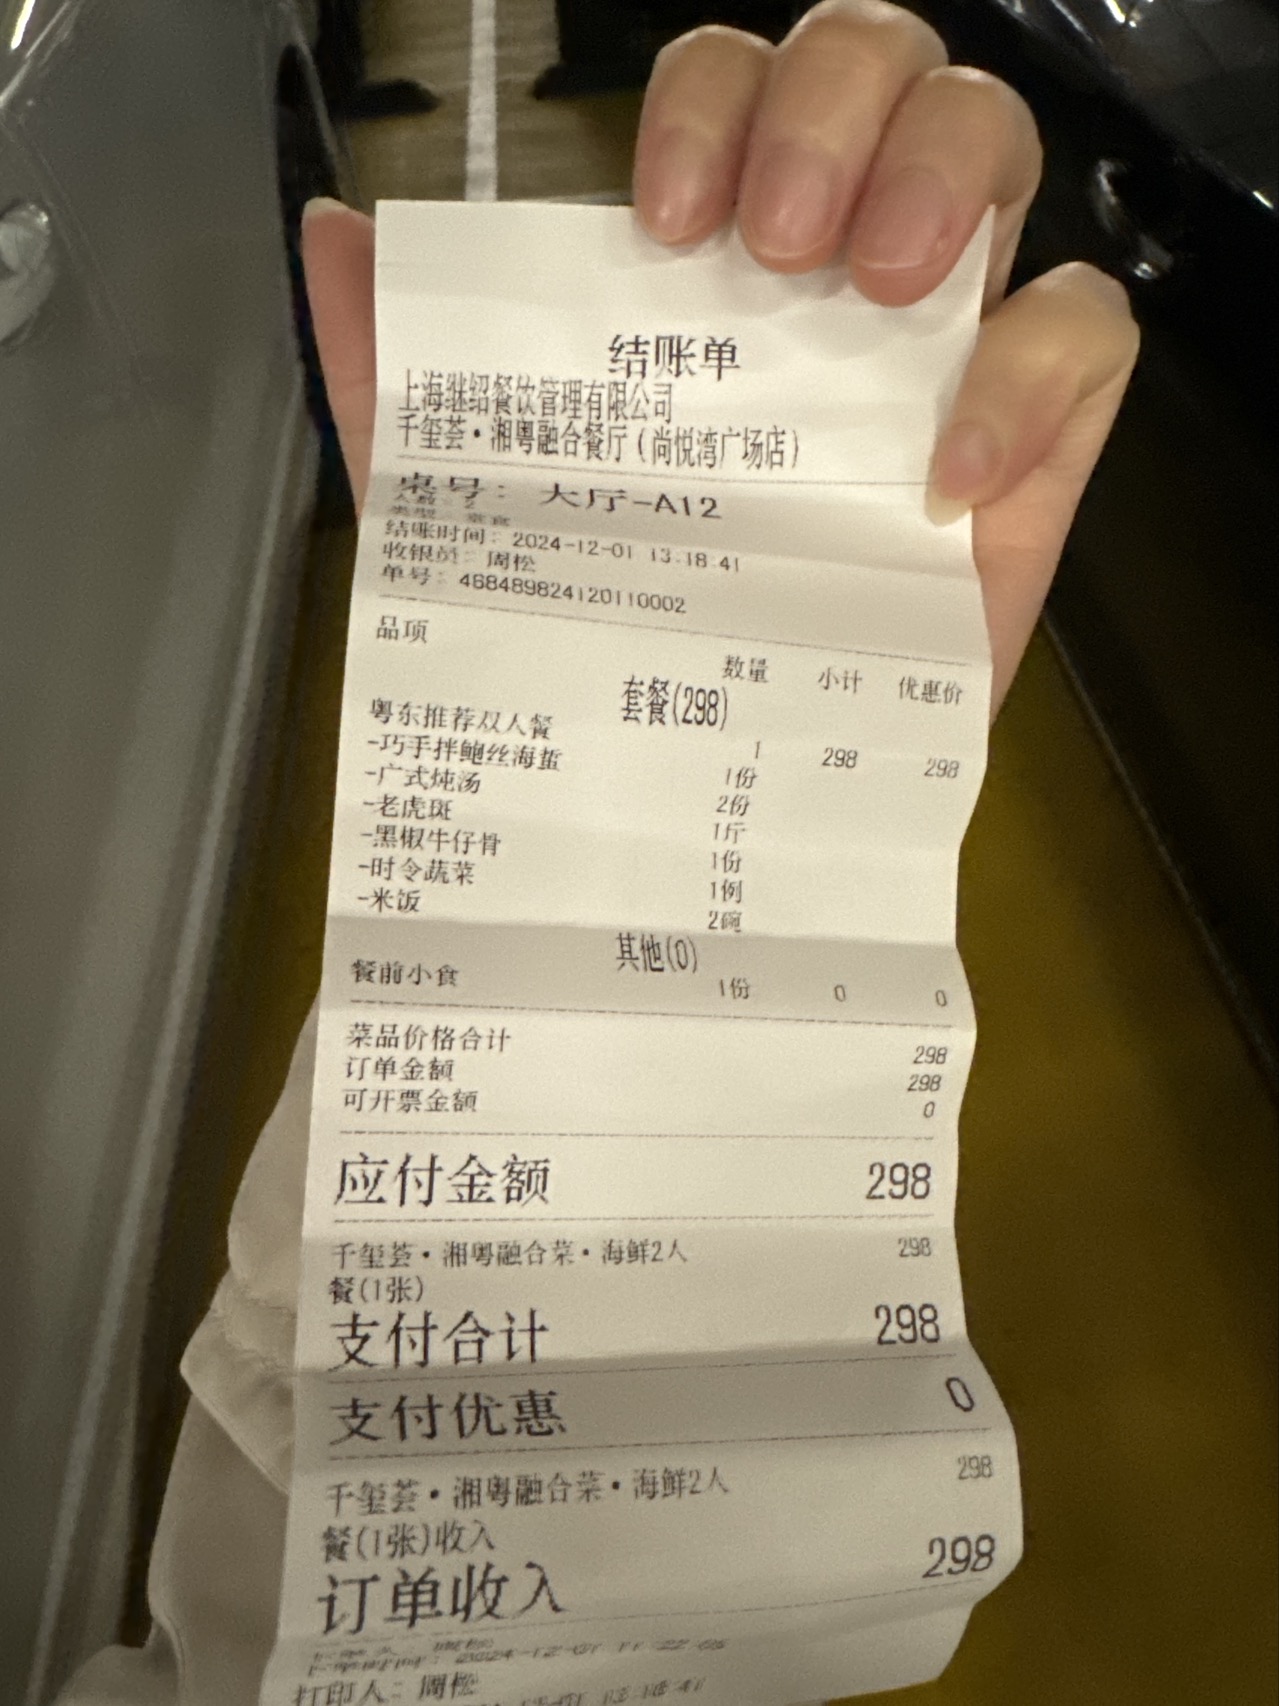 结账单
上海继绍餐饮管理有限公司
千玺荟·湘粤融合餐厅(尚悦湾广场店)
桌号: 大厅-A12
人数: 2
类型: 堂食
结账时间: 2024-12-01 13:18:41
收银员: 周松
单号: 468489824120110002
品项 数量 小计 优惠价
套餐(298)
粤东推荐双人餐 1 298 298
-巧手拌鲍丝海蜇 1份
-广式炖汤 2份
-老虎斑 1斤
-黑椒牛仔骨 1份
-时令蔬菜 1例
-米饭 2碗
其他(0)
餐前小食 1份 0 0
菜品价格合计 298
订单金额 298
可开票金额 0
应付金额 298
千玺荟·湘粤融合菜·海鲜2人 298
餐(1张)
支付合计 298
支付优惠 0
千玺荟·湘粤融合菜·海鲜2人 298
餐(1张)收入
订单收入 298
打印人: 周松